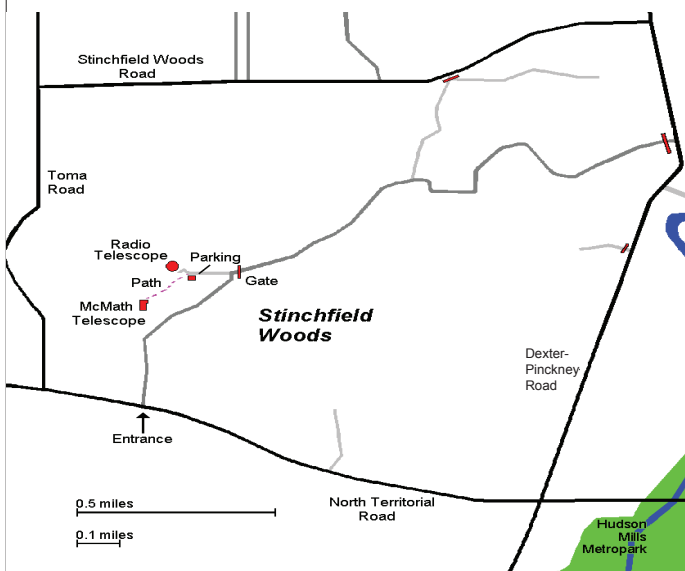 Stinchfield Woods
Road
Toma
Road
Radio
Telescope
Parking
Path
Gate
McMath
Telescope
Stinchfield
Woods
Dexter-
Pinckney
Road
Entrance
0.5 miles
0.1 miles
North Territorial
Road
Hudson
Mills
Metropark